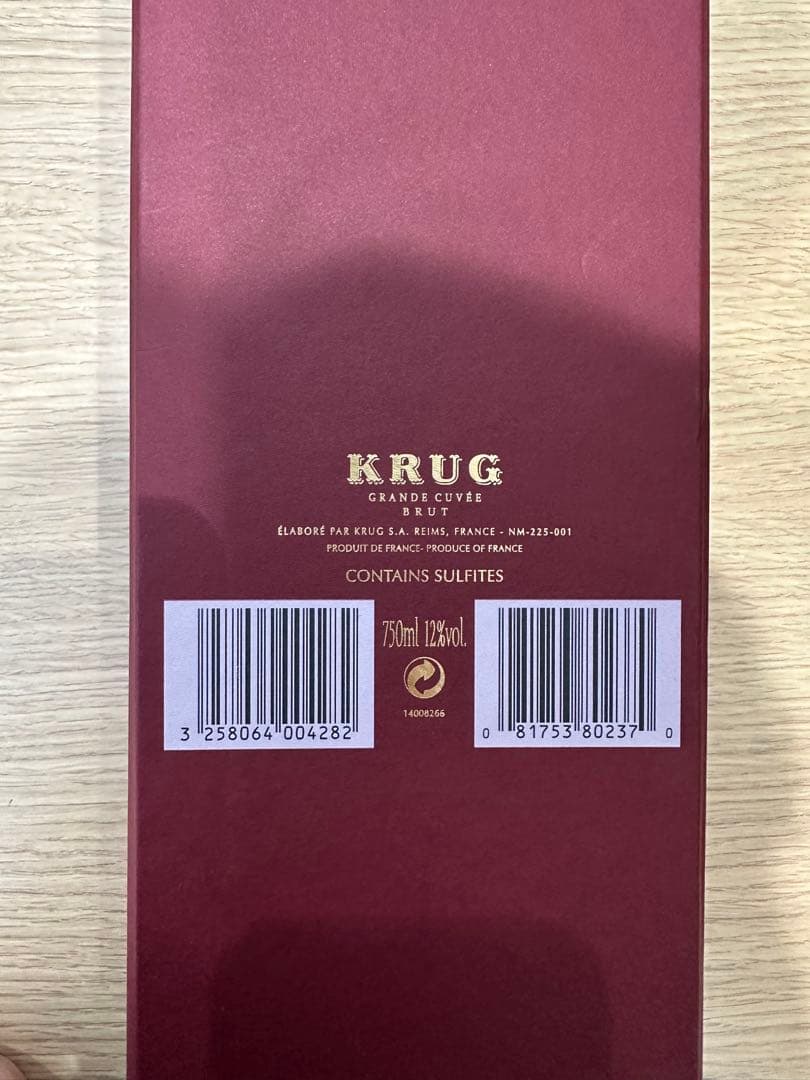 KRUG
GRANDE CUVÉE
BRUT
ÉLABORÉ PAR KRUG S.A. REIMS, FRANCE - NM-225-001
PRODUIT DE FRANCE- PRODUCE OF FRANCE
CONTAINS SULFITES
750ml 12%vol.
14008266
3 258064 004282
0 81753 80237 0